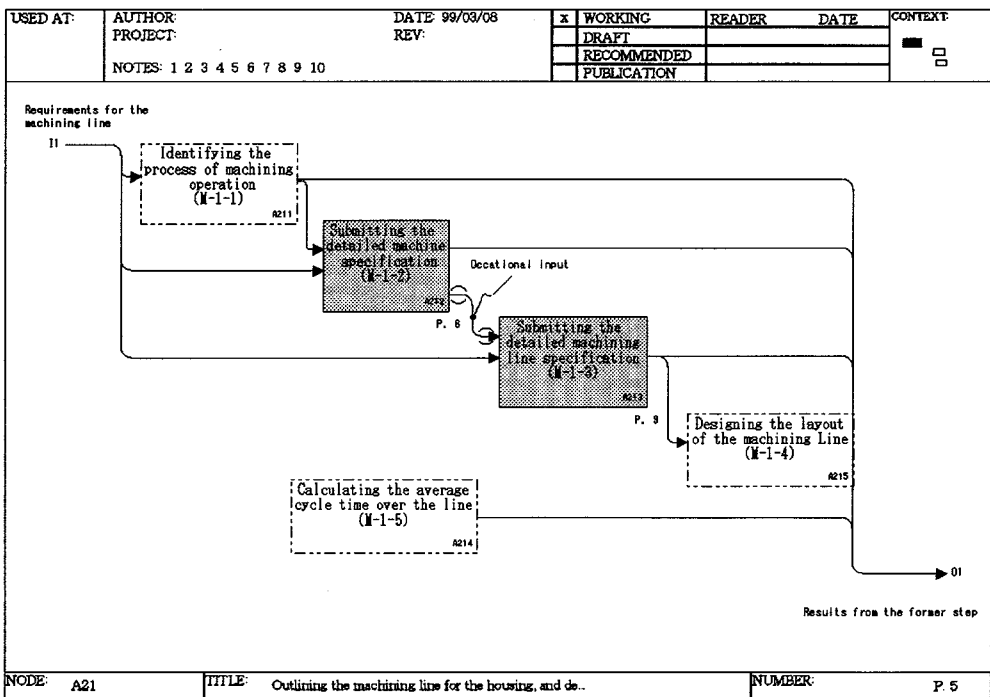 USED AT:
AUTHOR:
DATE: 99/03/08
PROJECT:
REV:
NOTES: 1 2 3 4 5 6 7 8 9 10
x WORKING
DRAFT
RECOMMENDED
PUBLICATION
READER DATE
CONTEXT:
Requirements for the
machining line
I1
Identifying the
process of machining
operation
(M-1-1)
A211
Submitting the
detailed machine
specification
(M-1-2)
A212
P. 6
Occational input
Submitting the
detailed machining
line specification
(M-1-3)
A213
P. 9
Designing the layout
of the machining Line
(M-1-4)
A215
Calculating the average
cycle time over the line
(M-1-5)
A214
O1
Results from the former step
NODE: A21
TITLE: Outlining the machining line for the housing, and de..
NUMBER: P. 5